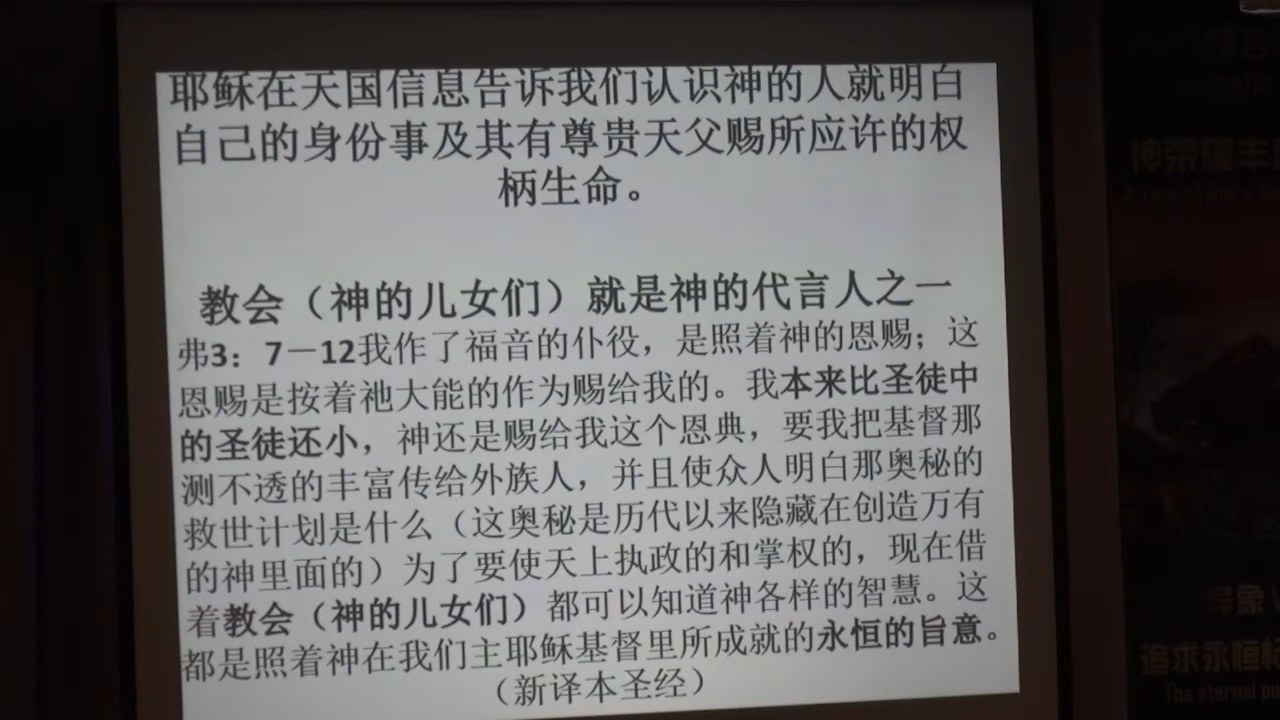 耶稣在天国信息告诉我们认识神的人就明白
自己的身份事及其有尊贵天父赐所应许的权
柄生命。
教会（神的儿女们）就是神的代言人之一
弗3：7－12我作了福音的仆役，是照着神的恩赐；这
恩赐是按着祂大能的作为赐给我的。我本来比圣徒中
的圣徒还小，神还是赐给我这个恩典，要我把基督那
测不透的丰富传给外族人，并且使众人明白那奥秘的
救世计划是什么（这奥秘是历代以来隐藏在创造万有
的神里面的）为了要使天上执政的和掌权的，现在借
着教会（神的儿女们）都可以知道神各样的智慧。这
都是照着神在我们主耶稣基督里所成就的永恒的旨意。
（新译本圣经）
神荣耀丰
异象
追求永恒
The eternal